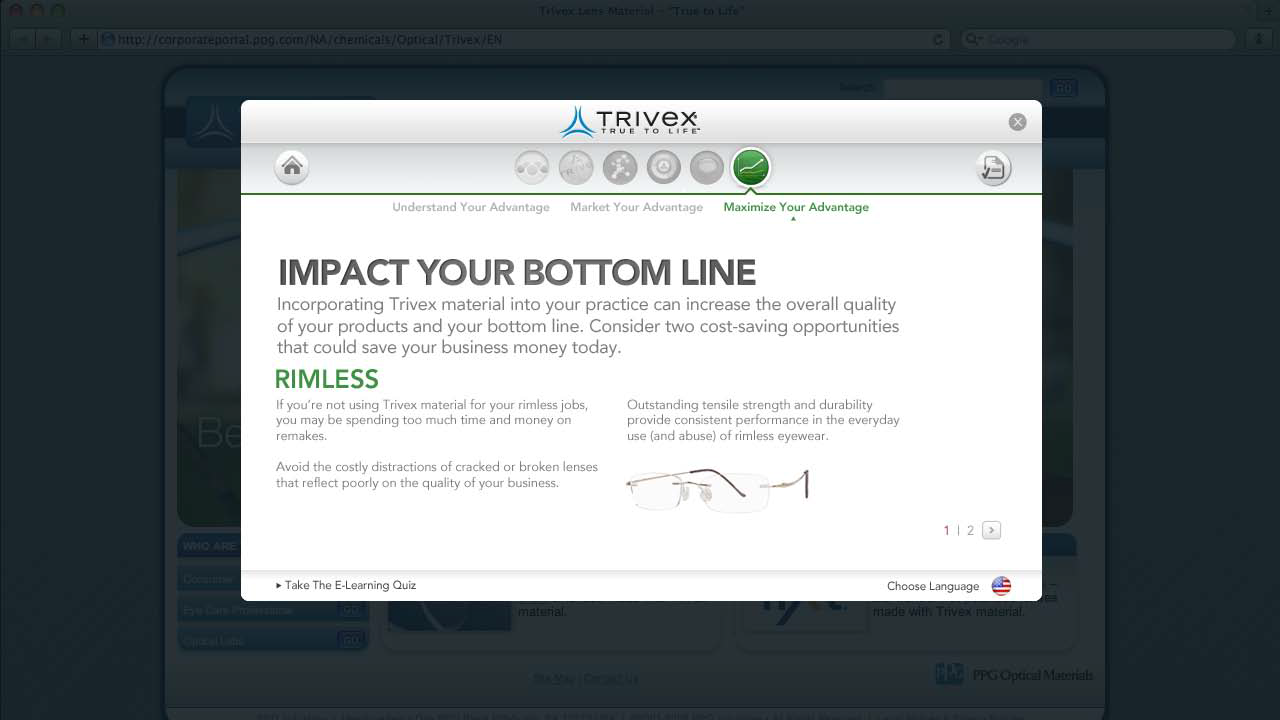 Trivex Lens Material – "True to Life"
http://corporateportal.ppg.com/NA/chemicals/Optical/Trivex/EN
Google
Search
GO
TRIVEX
TRUE TO LIFE™
Understand Your Advantage
Market Your Advantage
Maximize Your Advantage
IMPACT YOUR BOTTOM LINE
Incorporating Trivex material into your practice can increase the overall quality
of your products and your bottom line. Consider two cost-saving opportunities
that could save your business money today.
RIMLESS
If you're not using Trivex material for your rimless jobs,
you may be spending too much time and money on
remakes.
Avoid the costly distractions of cracked or broken lenses
that reflect poorly on the quality of your business.
Outstanding tensile strength and durability
provide consistent performance in the everyday
use (and abuse) of rimless eyewear.
1 | 2
Take The E-Learning Quiz
Choose Language
Be
WHO ARE
Consumer
Eye Care Professional GO
Optical Labs GO
material.
made with Trivex material.
Site Map | Contact Us
PPG PPG Optical Materials